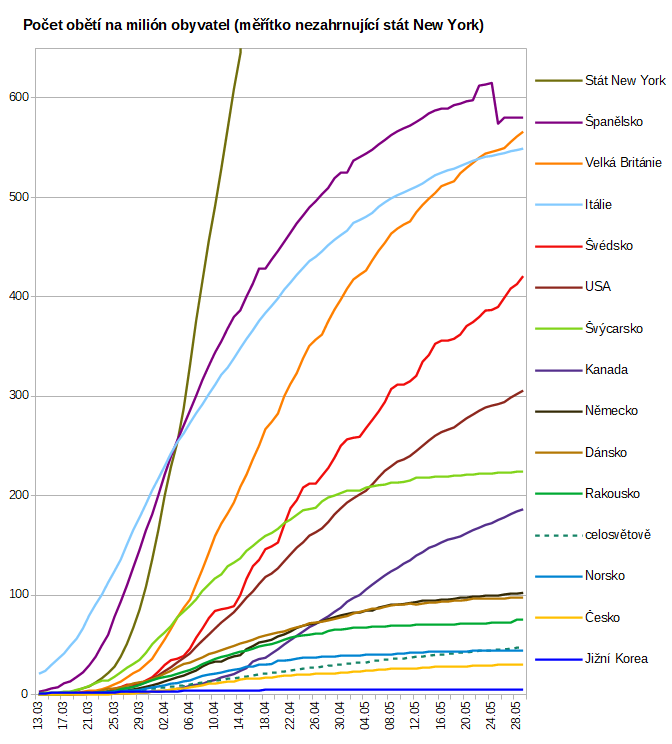 Počet obětí na milión obyvatel (měřítko nezahrnující stát New York)
600
500
400
300
200
100
0
13.03
17.03
21.03
25.03
29.03
02.04
06.04
10.04
14.04
18.04
22.04
26.04
30.04
04.05
08.05
12.05
16.05
20.05
24.05
28.05
Stát New York
Španělsko
Velká Británie
Itálie
Švédsko
USA
Švýcarsko
Kanada
Německo
Dánsko
Rakousko
celosvětově
Norsko
Česko
Jižní Korea